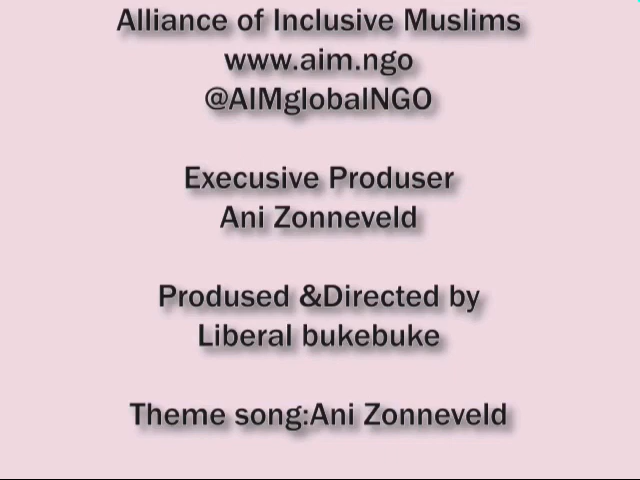 Alliance of Inclusive Muslims
www.aim.ngo
@AIMglobalNGO
Execusive Produser
Ani Zonneveld
Prodused &Directed by
Liberal bukebuke
Theme song:Ani Zonneveld